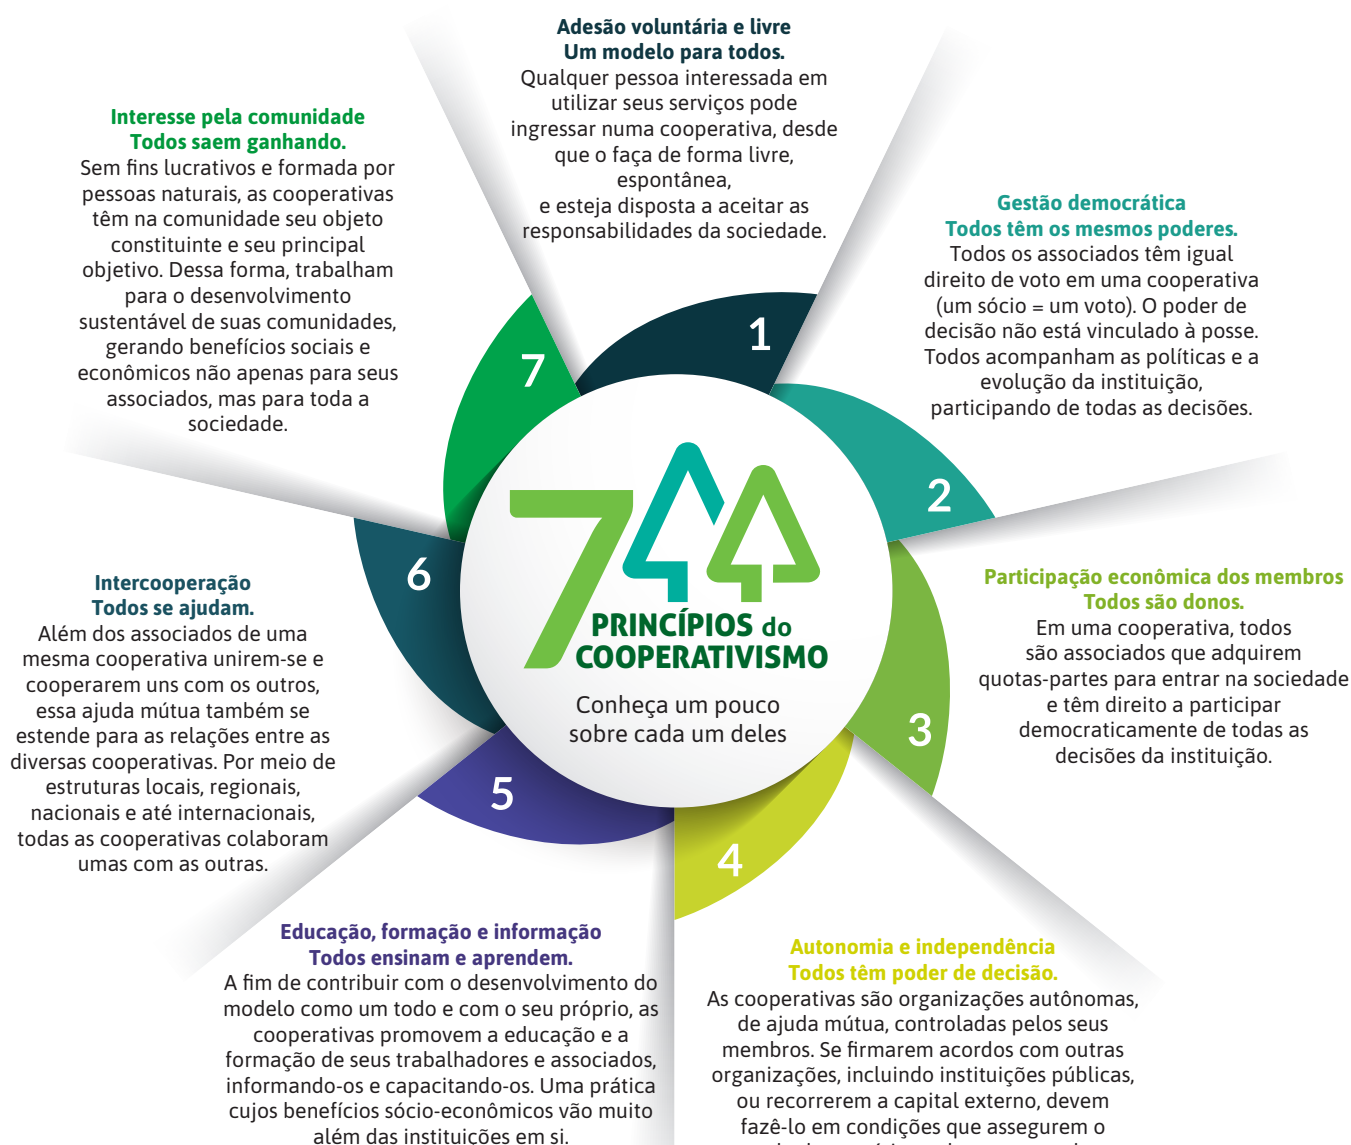 Adesão voluntária e livre
Um modelo para todos.
Qualquer pessoa interessada em
utilizar seus serviços pode
ingressar numa cooperativa, desde
que o faça de forma livre,
espontânea,
e esteja disposta a aceitar as
responsabilidades da sociedade.
1
Gestão democrática
Todos têm os mesmos poderes.
Todos os associados têm igual
direito de voto em uma cooperativa
(um sócio = um voto). O poder de
decisão não está vinculado à posse.
Todos acompanham as políticas e a
evolução da instituição,
participando de todas as decisões.
2
Participação econômica dos membros
Todos são donos.
Em uma cooperativa, todos
são associados que adquirem
quotas-partes para entrar na sociedade
e têm direito a participar
democraticamente de todas as
decisões da instituição.
3
Autonomia e independência
Todos têm poder de decisão.
As cooperativas são organizações autônomas,
de ajuda mútua, controladas pelos seus
membros. Se firmarem acordos com outras
organizações, incluindo instituições públicas,
ou recorrerem a capital externo, devem
fazê-lo em condições que assegurem o
4
Educação, formação e informação
Todos ensinam e aprendem.
A fim de contribuir com o desenvolvimento do
modelo como um todo e com o seu próprio, as
cooperativas promovem a educação e a
formação de seus trabalhadores e associados,
informando-os e capacitando-os. Uma prática
cujos benefícios sócio-econômicos vão muito
além das instituições em si.
5
Intercooperação
Todos se ajudam.
Além dos associados de uma
mesma cooperativa unirem-se e
cooperarem uns com os outros,
essa ajuda mútua também se
estende para as relações entre as
diversas cooperativas. Por meio de
estruturas locais, regionais,
nacionais e até internacionais,
todas as cooperativas colaboram
umas com as outras.
6
Interesse pela comunidade
Todos saem ganhando.
Sem fins lucrativos e formada por
pessoas naturais, as cooperativas
têm na comunidade seu objeto
constituinte e seu principal
objetivo. Dessa forma, trabalham
para o desenvolvimento
sustentável de suas comunidades,
gerando benefícios sociais e
econômicos não apenas para seus
associados, mas para toda a
sociedade.
7
7
PRINCÍPIOS do
COOPERATIVISMO
Conheça um pouco
sobre cada um deles